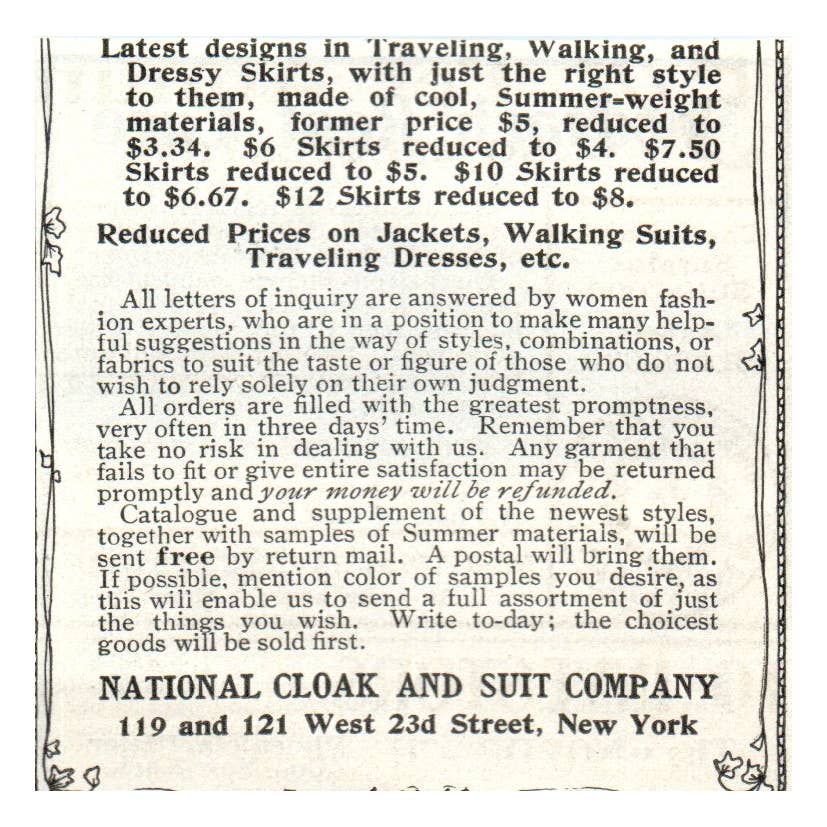 Latest designs in Traveling, Walking, and
Dressy Skirts, with just the right style
to them, made of cool, Summer=weight
materials, former price $5, reduced to
$3.34. $6 Skirts reduced to $4. $7.50
Skirts reduced to $5. $10 Skirts reduced
to $6.67. $12 Skirts reduced to $8.
Reduced Prices on Jackets, Walking Suits,
Traveling Dresses, etc.
All letters of inquiry are answered by women fash-
ion experts, who are in a position to make many help-
ful suggestions in the way of styles, combinations, or
fabrics to suit the taste or figure of those who do not
wish to rely solely on their own judgment.
All orders are filled with the greatest promptness,
very often in three days' time. Remember that you
take no risk in dealing with us. Any garment that
fails to fit or give entire satisfaction may be returned
promptly and your money will be refunded.
Catalogue and supplement of the newest styles,
together with samples of Summer materials, will be
sent free by return mail. A postal will bring them.
If possible, mention color of samples you desire, as
this will enable us to send a full assortment of just
the things you wish. Write to-day; the choicest
goods will be sold first.
NATIONAL CLOAK AND SUIT COMPANY
119 and 121 West 23d Street, New York